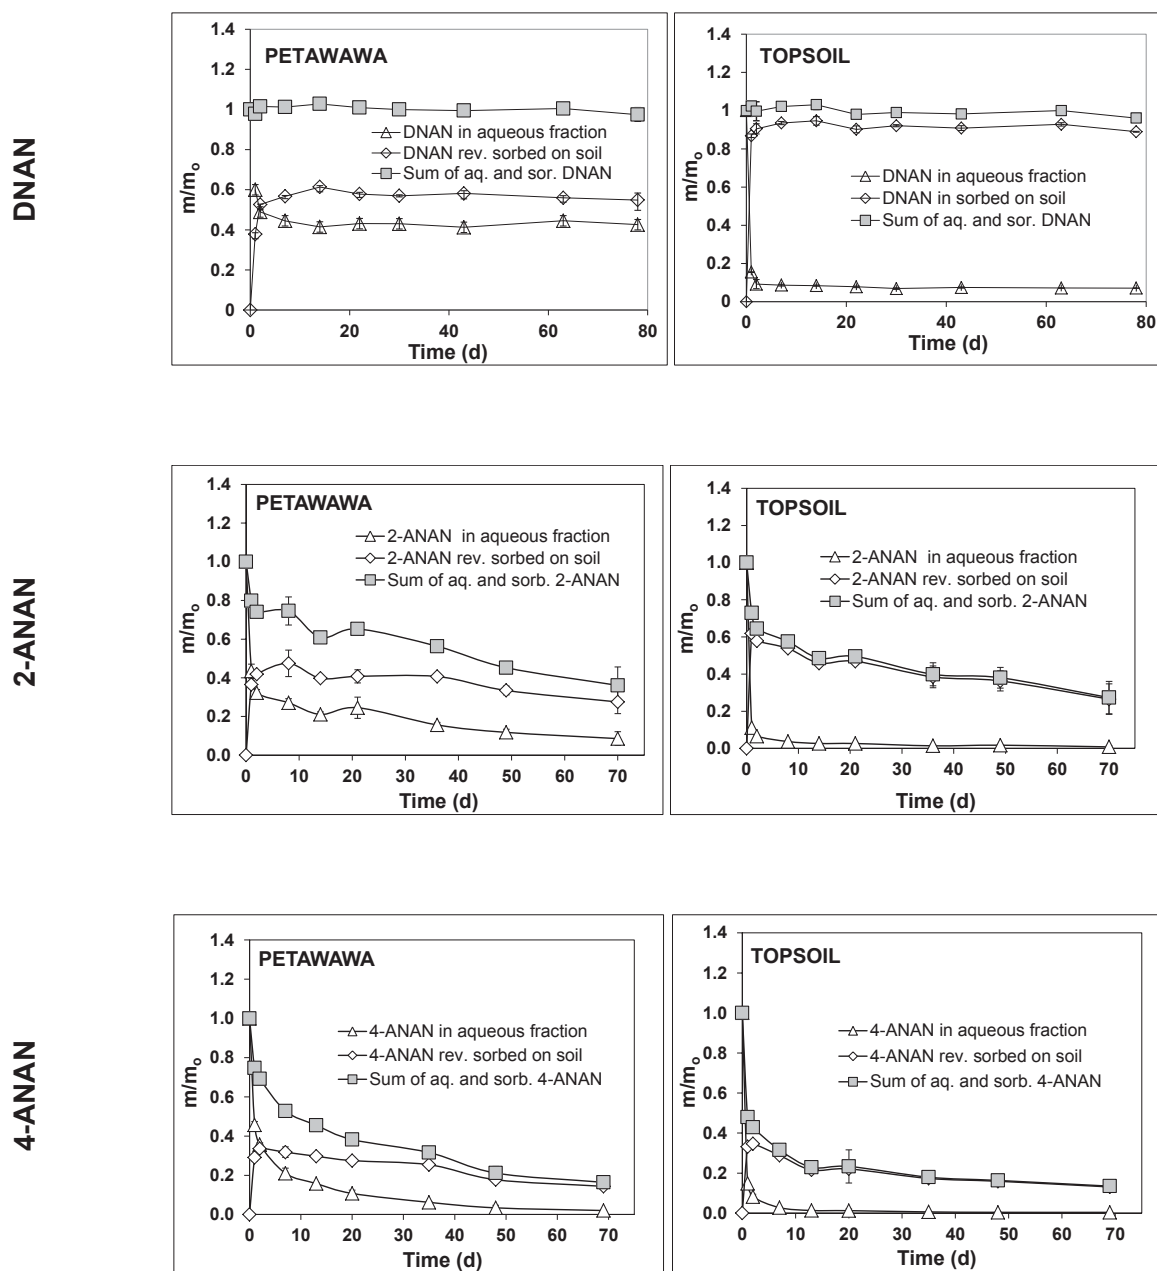 DNAN
PETAWAWA
1.4
1.2
1
0.8
0.6
0.4
0.2
0
m/mo
DNAN in aqueous fraction
DNAN rev. sorbed on soil
Sum of aq. and sor. DNAN
0 20 40 60 80
Time (d)
TOPSOIL
1.4
1.2
1
0.8
0.6
0.4
0.2
0
m/mo
DNAN in aqueous fraction
DNAN in sorbed on soil
Sum of aq. and sor. DNAN
0 20 40 60 80
Time (d)
2-ANAN
PETAWAWA
1.4
1.2
1.0
0.8
0.6
0.4
0.2
0.0
m/mo
2-ANAN in aqueous fraction
2-ANAN rev. sorbed on soil
Sum of aq. and sorb. 2-ANAN
0 10 20 30 40 50 60 70
Time (d)
TOPSOIL
1.4
1.2
1.0
0.8
0.6
0.4
0.2
0.0
m/mo
2-ANAN in aqueous fraction
2-ANAN rev. sorbed on soil
Sum of aq. and sorb. 2-ANAN
0 10 20 30 40 50 60 70
Time (d)
4-ANAN
PETAWAWA
1.4
1.2
1.0
0.8
0.6
0.4
0.2
0.0
m/mo
4-ANAN in aqueous fraction
4-ANAN rev. sorbed on soil
Sum of aq. and sorb. 4-ANAN
0 10 20 30 40 50 60 70
Time (d)
TOPSOIL
1.4
1.2
1.0
0.8
0.6
0.4
0.2
0.0
m/mo
4-ANAN in aqueous fraction
4-ANAN rev. sorbed on soil
Sum of aq. and sorb. 4-ANAN
0 10 20 30 40 50 60 70
Time (d)